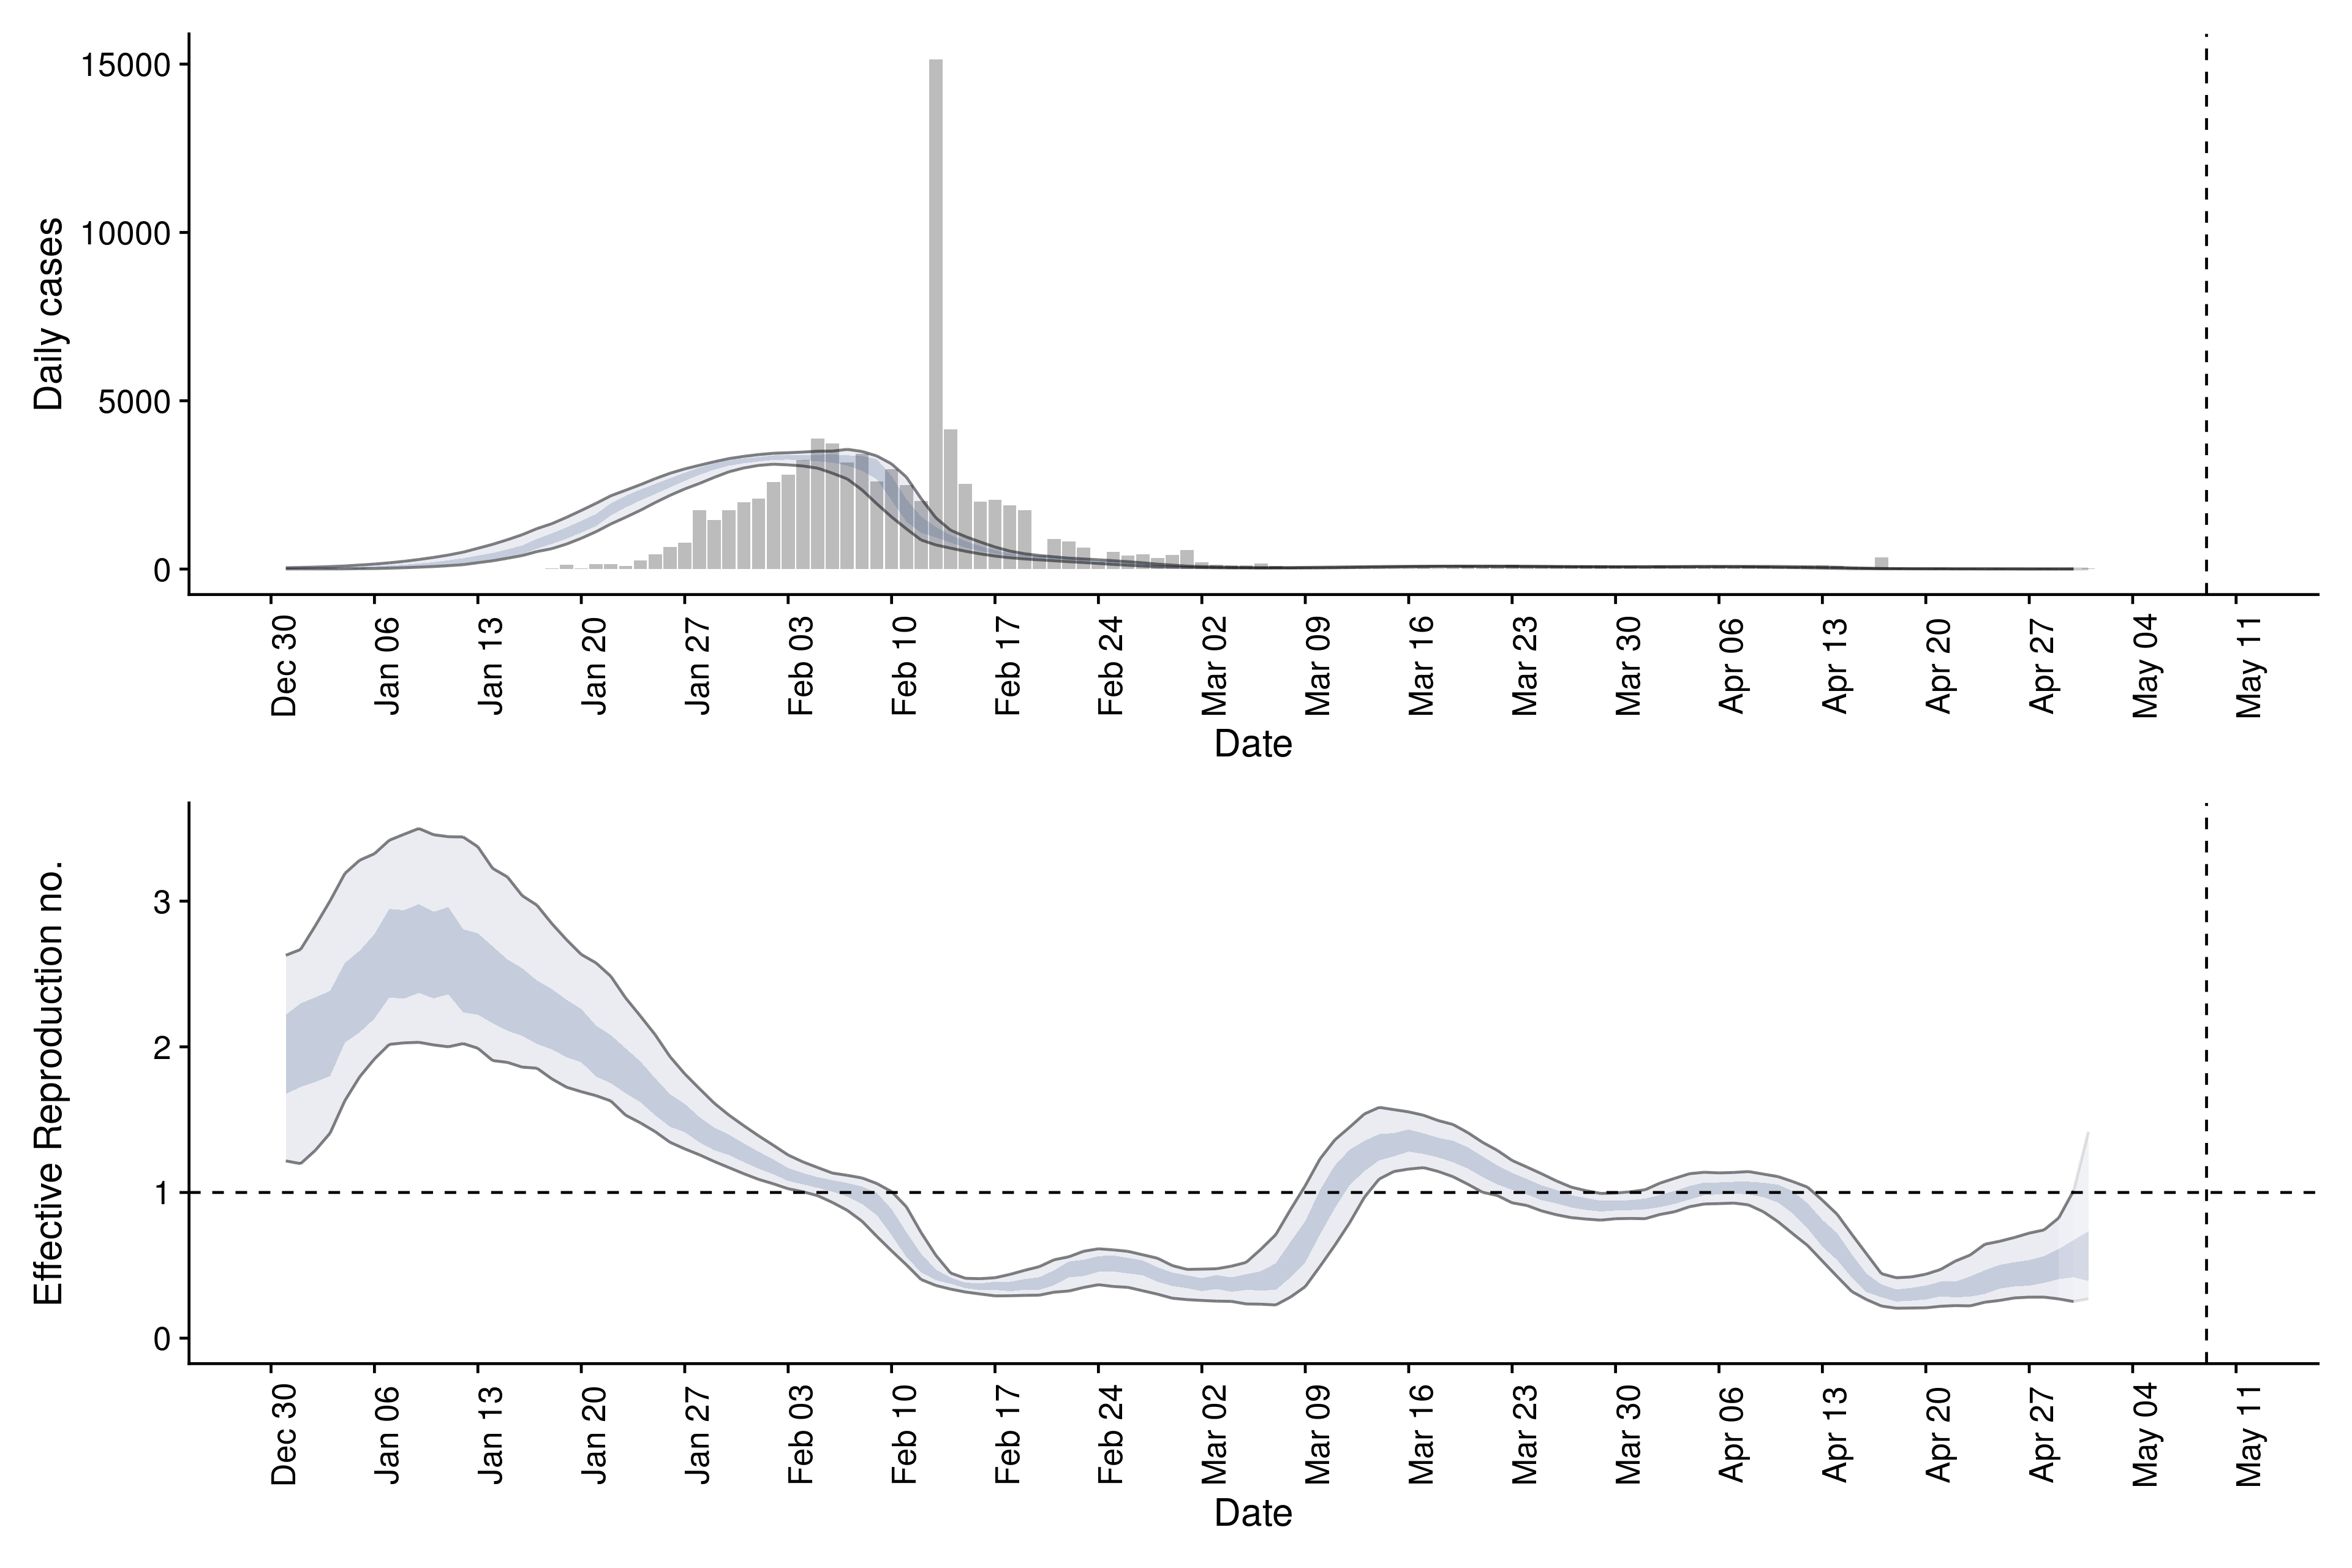 15000
10000
5000
0
Daily cases
Dec 30
Jan 06
Jan 13
Jan 20
Jan 27
Feb 03
Feb 10
Feb 17
Feb 24
Mar 02
Mar 09
Mar 16
Mar 23
Mar 30
Apr 06
Apr 13
Apr 20
Apr 27
May 04
May 11
Date
3
2
1
0
Effective Reproduction no.
Dec 30
Jan 06
Jan 13
Jan 20
Jan 27
Feb 03
Feb 10
Feb 17
Feb 24
Mar 02
Mar 09
Mar 16
Mar 23
Mar 30
Apr 06
Apr 13
Apr 20
Apr 27
May 04
May 11
Date